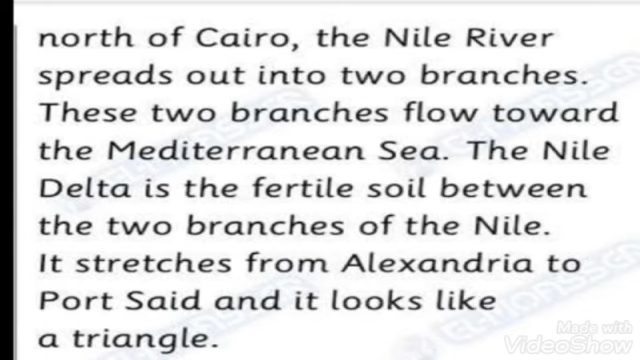 north of Cairo, the Nile River
spreads out into two branches.
These two branches flow toward
the Mediterranean Sea. The Nile
Delta is the fertile soil between
the two branches of the Nile.
It stretches from Alexandria to
Port Said and it looks like
a triangle.
Made with
VideoShow